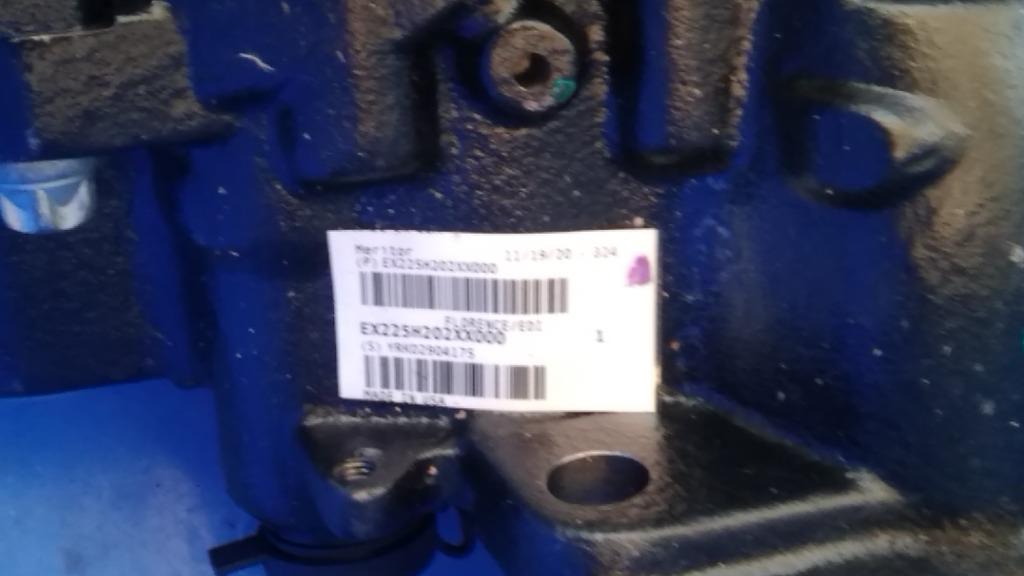 Meritor 11/19/20 - 324
(P) EX225H202XX000
FLORENCE/EDI
EX225H202XX000 1
(S) YRK02904175
MADE IN USA